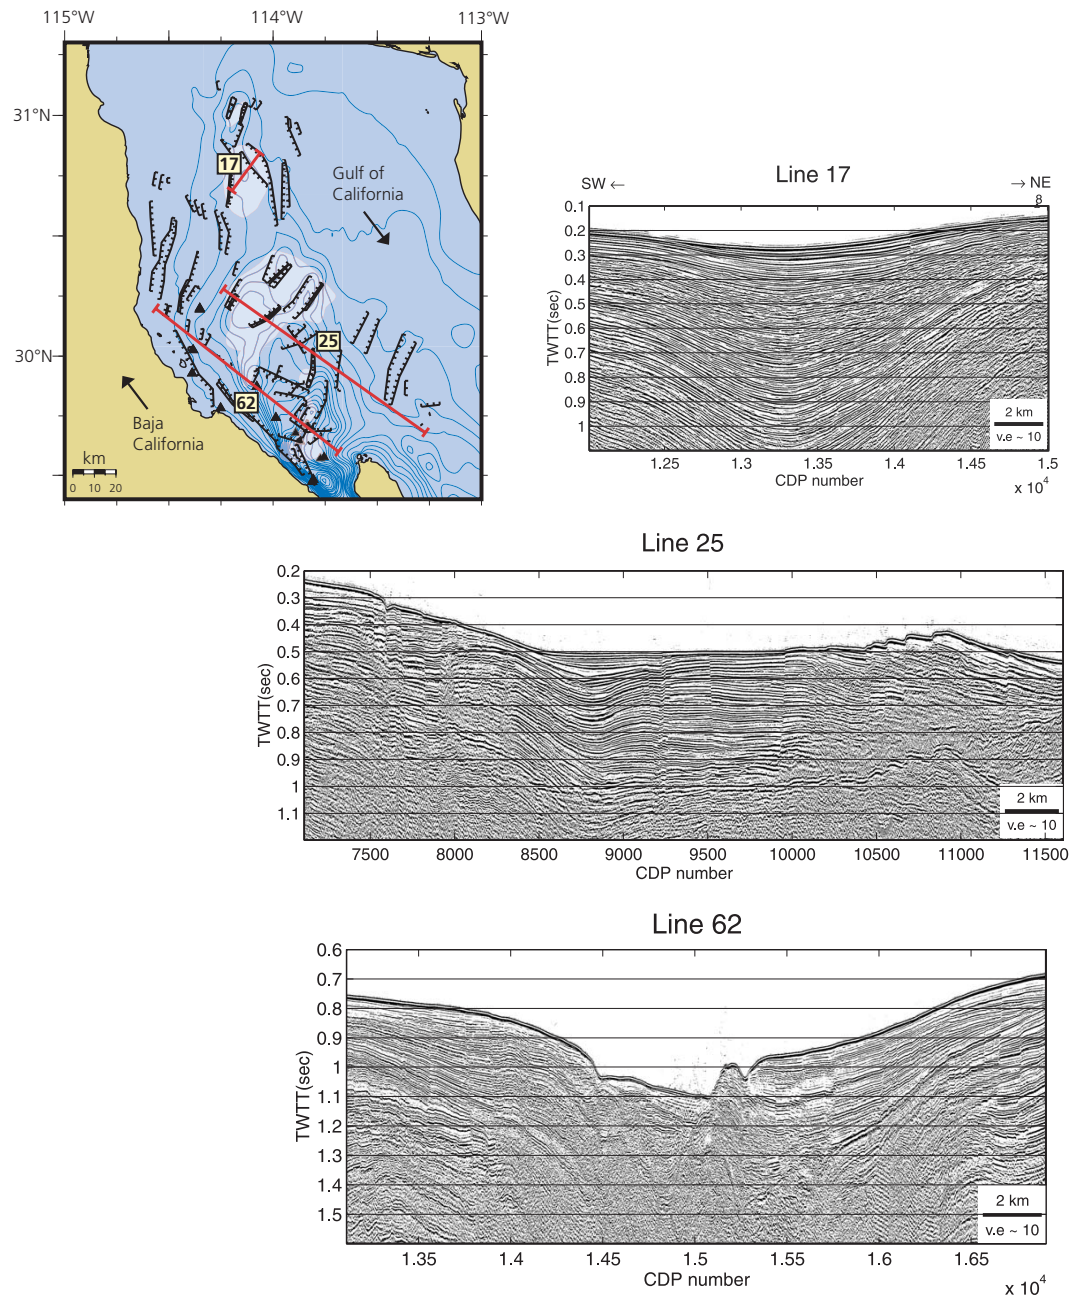 115°W 114°W 113°W
31°N
30°N
17
25
62
Gulf of
California
Baja
California
km
0 10 20
Line 17
SW ← → NE
8
0.1
0.2
0.3
0.4
0.5
0.6
0.7
0.8
0.9
1
TWTT(sec)
2 km
v.e ~ 10
1.25 1.3 1.35 1.4 1.45 1.5
CDP number
x 10⁴
Line 25
0.2
0.3
0.4
0.5
0.6
0.7
0.8
0.9
1
1.1
TWTT(sec)
2 km
v.e ~ 10
7500 8000 8500 9000 9500 10000 10500 11000 11500
CDP number
Line 62
0.6
0.7
0.8
0.9
1
1.1
1.2
1.3
1.4
1.5
TWTT(sec)
2 km
v.e ~ 10
1.35 1.4 1.45 1.5 1.55 1.6 1.65
CDP number
x 10⁴